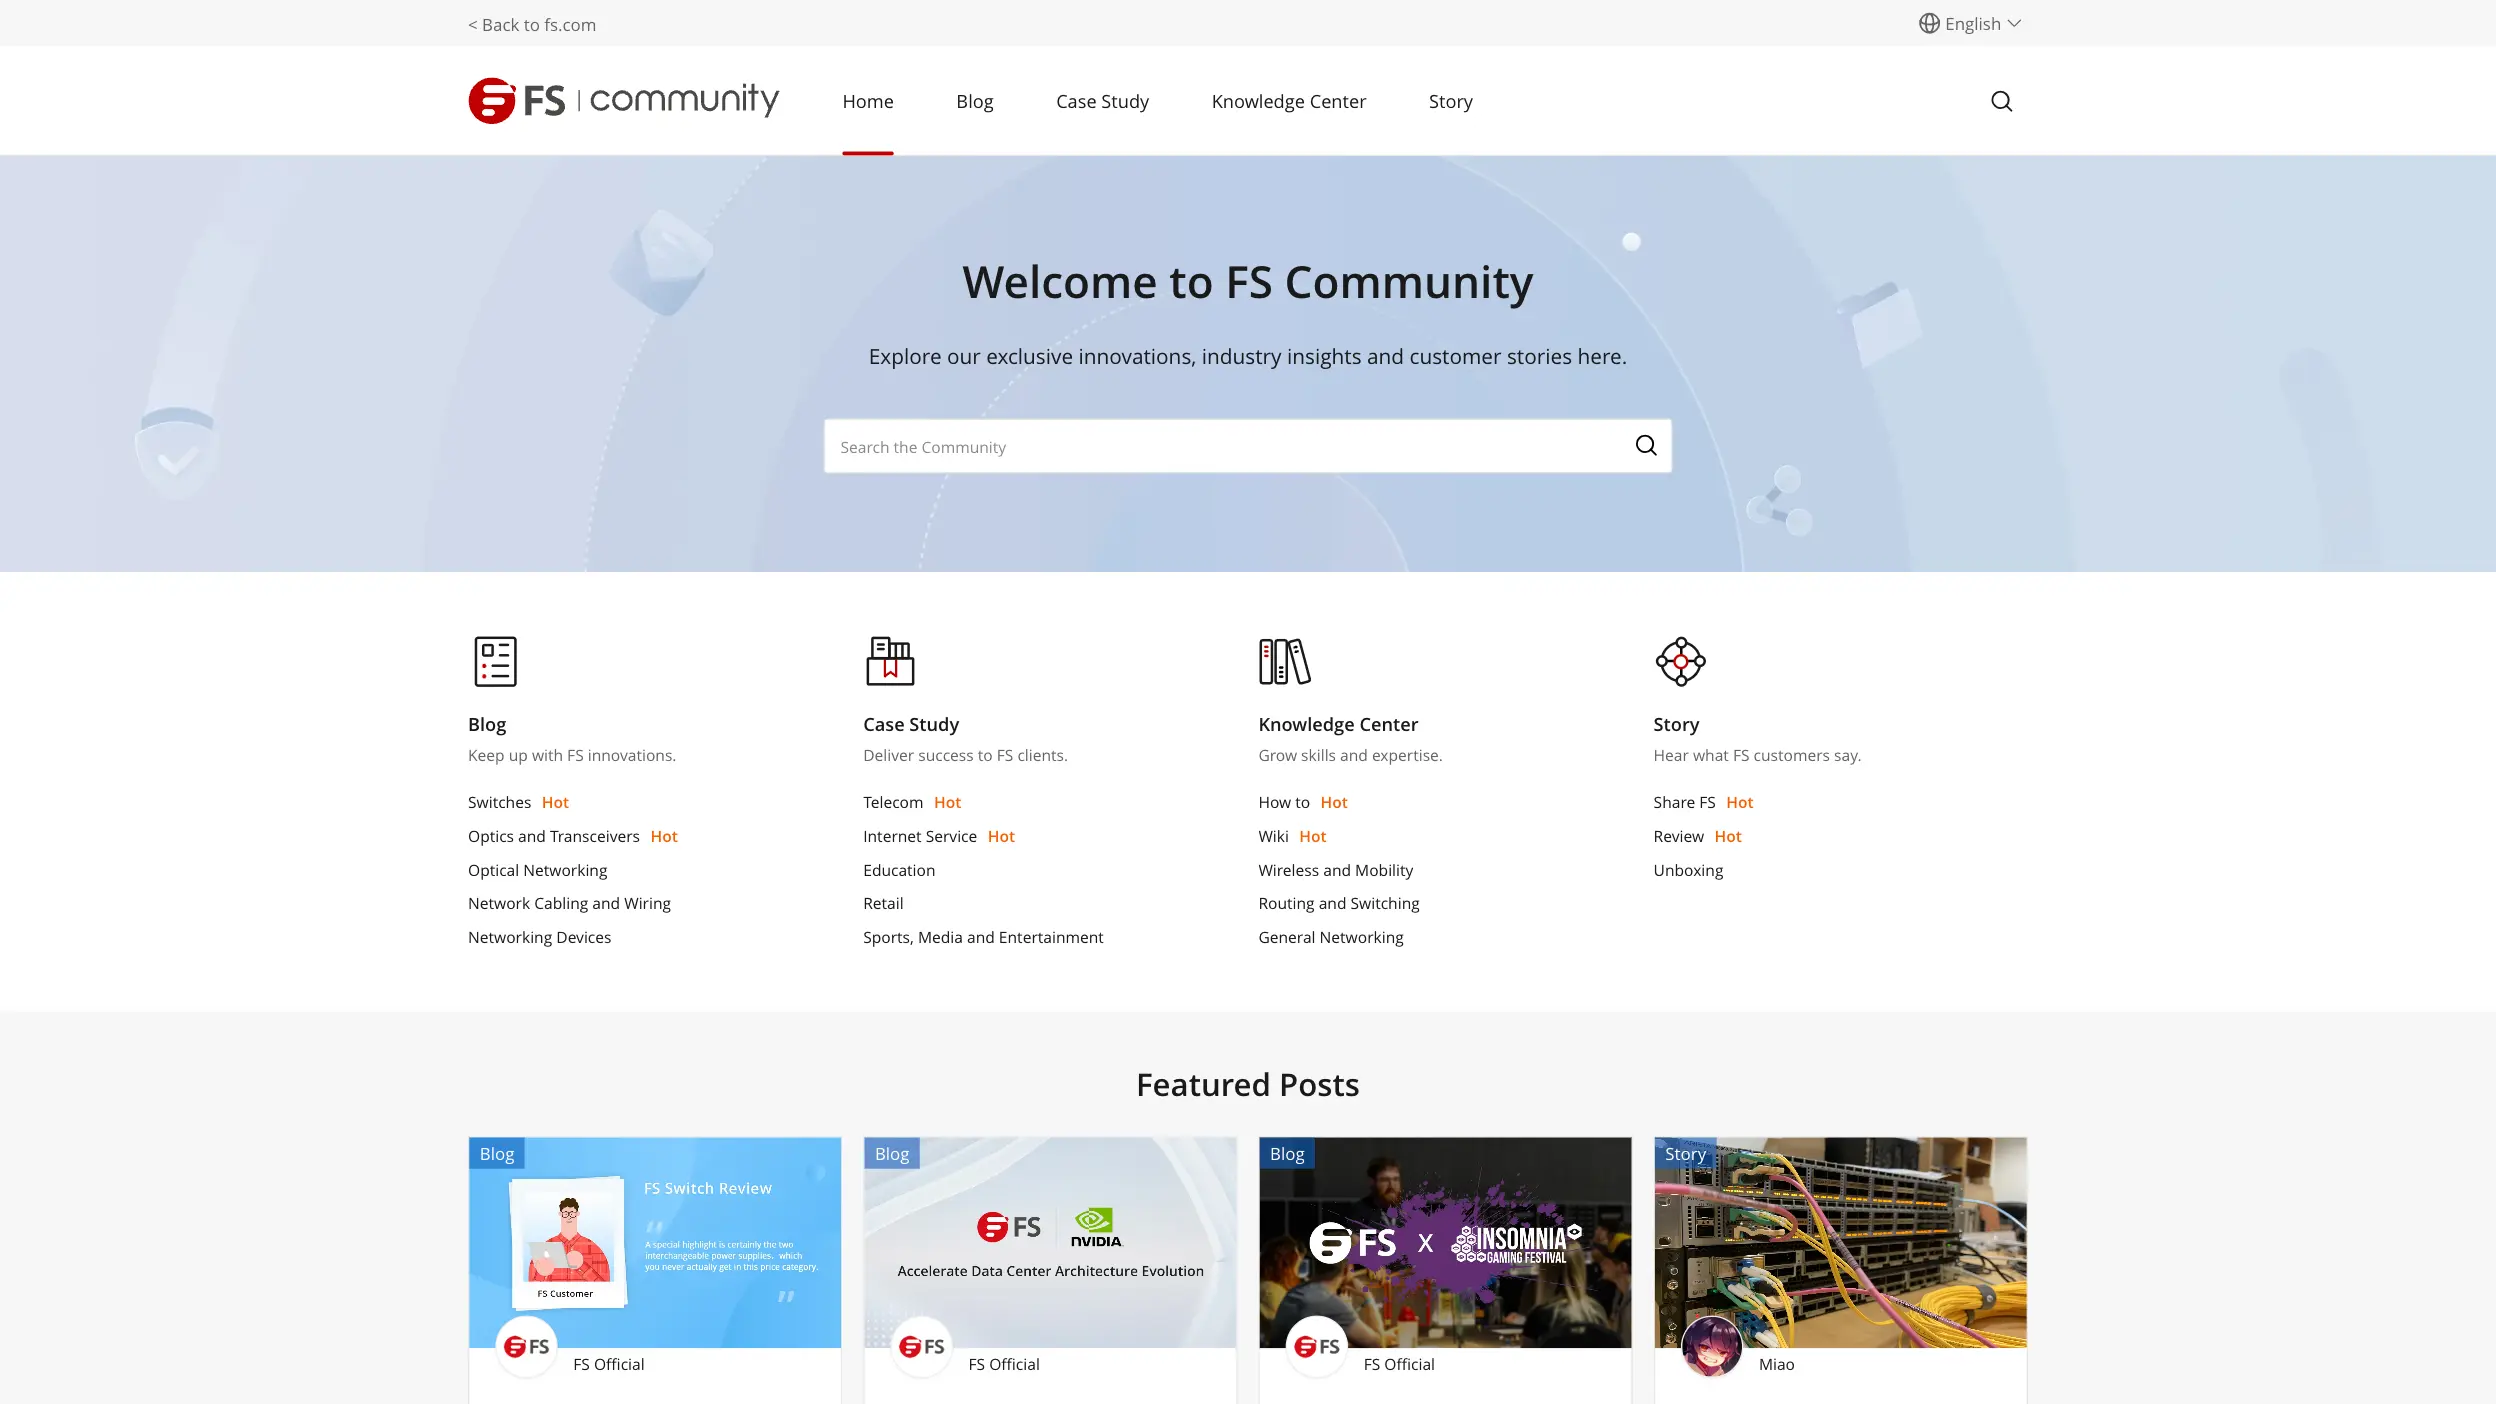 < Back to fs.com
English
FS | community
Home
Blog
Case Study
Knowledge Center
Story
Welcome to FS Community
Explore our exclusive innovations, industry insights and customer stories here.
Search the Community
Blog
Keep up with FS innovations.
Switches Hot
Optics and Transceivers Hot
Optical Networking
Network Cabling and Wiring
Networking Devices
Case Study
Deliver success to FS clients.
Telecom Hot
Internet Service Hot
Education
Retail
Sports, Media and Entertainment
Knowledge Center
Grow skills and expertise.
How to Hot
Wiki Hot
Wireless and Mobility
Routing and Switching
General Networking
Story
Hear what FS customers say.
Share FS Hot
Review Hot
Unboxing
Featured Posts
Blog
FS Switch Review
"
A special highlight is certainly the two
interchangeable power supplies, which
you never actually get in this price category.
"
FS Customer
FS
FS Official
Blog
FS
NVIDIA
Accelerate Data Center Architecture Evolution
FS
FS Official
Blog
FS X INSOMNIA
GAMING FESTIVAL
FS
FS Official
Story
Miao